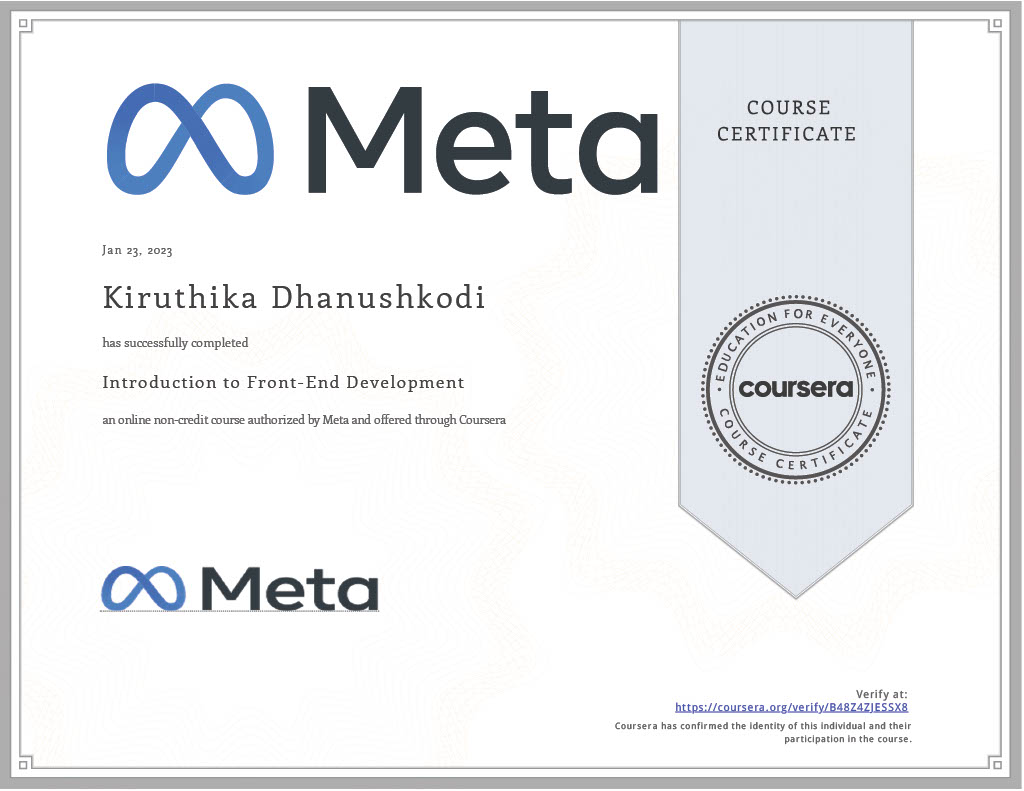 Meta
COURSE
CERTIFICATE
Jan 23, 2023
Kiruthika Dhanushkodi
has successfully completed
Introduction to Front-End Development
an online non-credit course authorized by Meta and offered through Coursera
EDUCATION FOR EVERYONE
coursera
COURSE CERTIFICATE
Meta
Verify at:
https://coursera.org/verify/B48Z4ZJESSX8
Coursera has confirmed the identity of this individual and their
participation in the course.